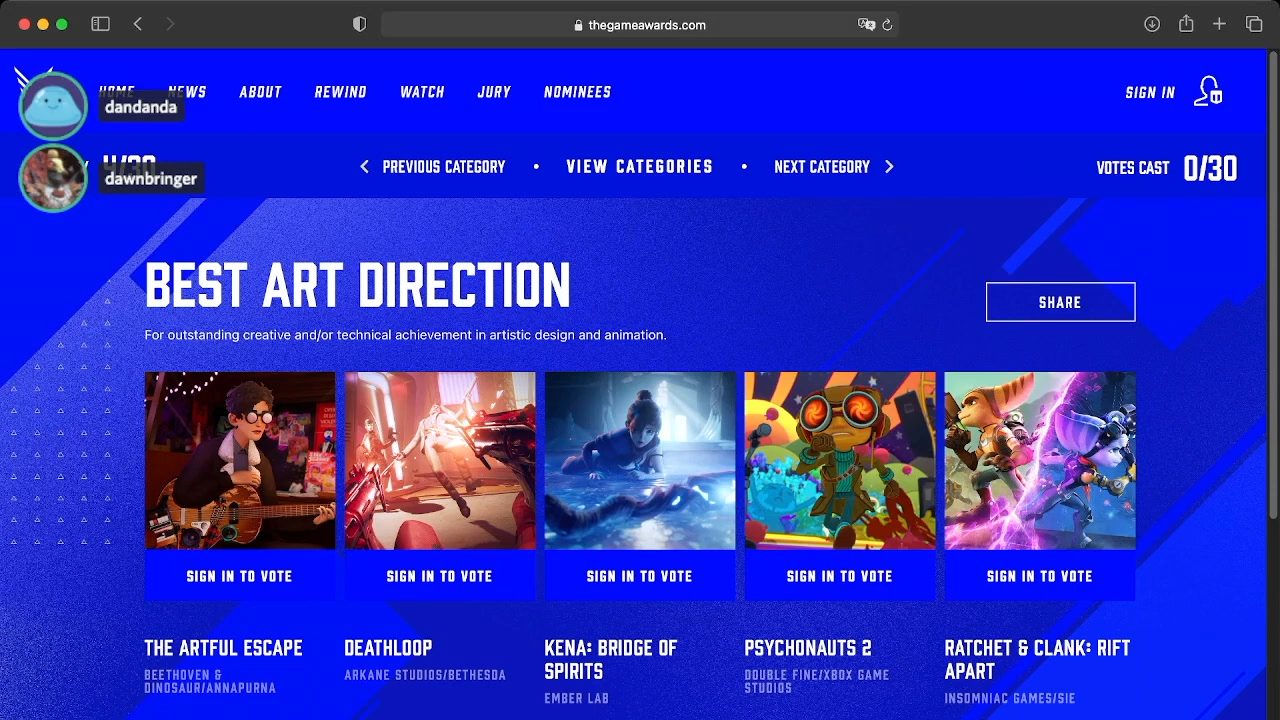 thegameawards.com
HOME NEWS ABOUT REWIND WATCH JURY NOMINEES
SIGN IN
dandanda
4/30
PREVIOUS CATEGORY • VIEW CATEGORIES • NEXT CATEGORY
VOTES CAST 0/30
dawnbringer
BEST ART DIRECTION
SHARE
For outstanding creative and/or technical achievement in artistic design and animation.
SIGN IN TO VOTE SIGN IN TO VOTE SIGN IN TO VOTE SIGN IN TO VOTE SIGN IN TO VOTE
THE ARTFUL ESCAPE
BEETHOVEN &
DINOSAUR/ANNAPURNA
DEATHLOOP
ARKANE STUDIOS/BETHESDA
KENA: BRIDGE OF
SPIRITS
EMBER LAB
PSYCHONAUTS 2
DOUBLE FINE/XBOX GAME
STUDIOS
RATCHET & CLANK: RIFT
APART
INSOMNIAC GAMES/SIE